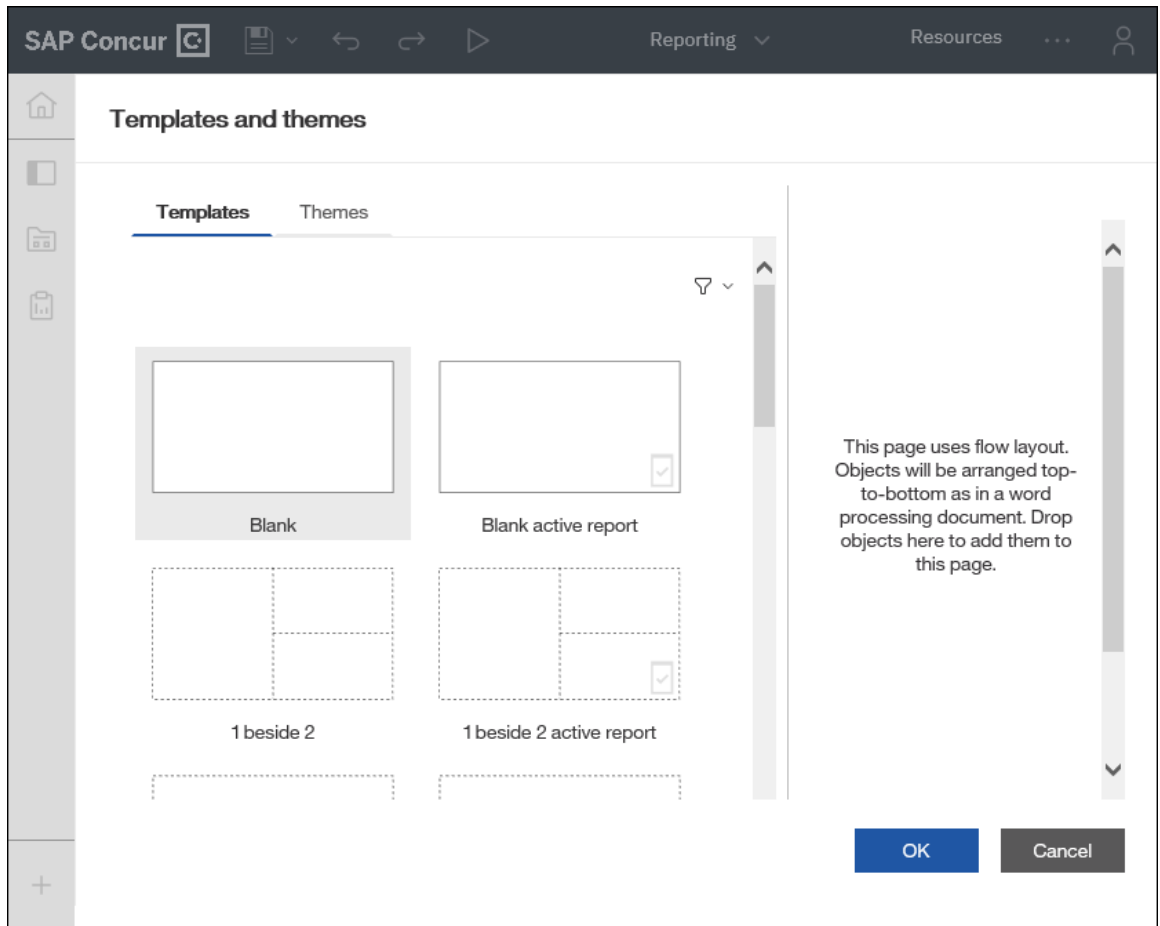 SAP Concur C
Reporting
Resources
Templates and themes
Templates
Themes
Blank
Blank active report
1 beside 2
1 beside 2 active report
This page uses flow layout.
Objects will be arranged top-
to-bottom as in a word
processing document. Drop
objects here to add them to
this page.
OK
Cancel